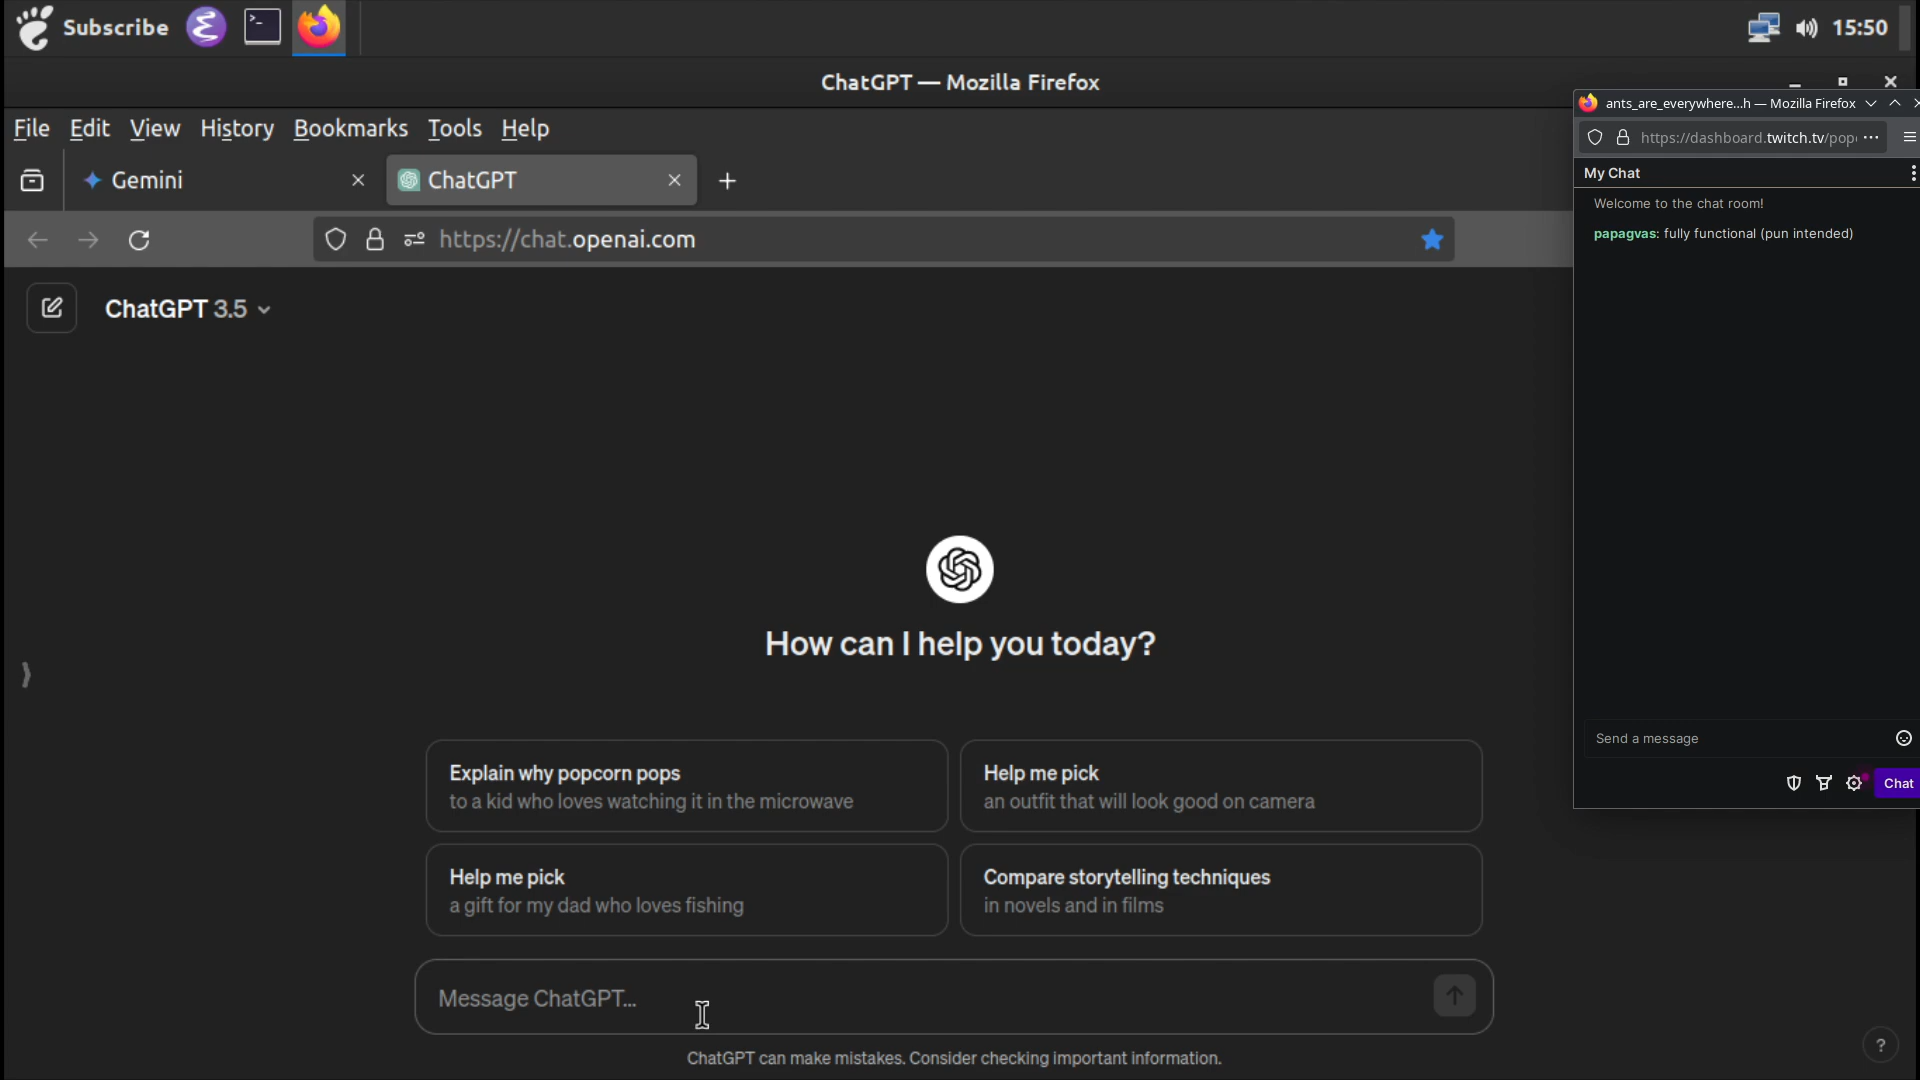 Subscribe
15:50
ChatGPT — Mozilla Firefox
File Edit View History Bookmarks Tools Help
Gemini
ChatGPT
https://chat.openai.com
ChatGPT 3.5
How can I help you today?
Explain why popcorn pops
to a kid who loves watching it in the microwave
Help me pick
an outfit that will look good on camera
Help me pick
a gift for my dad who loves fishing
Compare storytelling techniques
in novels and in films
Message ChatGPT...
ChatGPT can make mistakes. Consider checking important information.
?
ants_are_everywhere...h — Mozilla Firefox
https://dashboard.twitch.tv/pop
My Chat
Welcome to the chat room!
papagvas: fully functional (pun intended)
Send a message
Chat